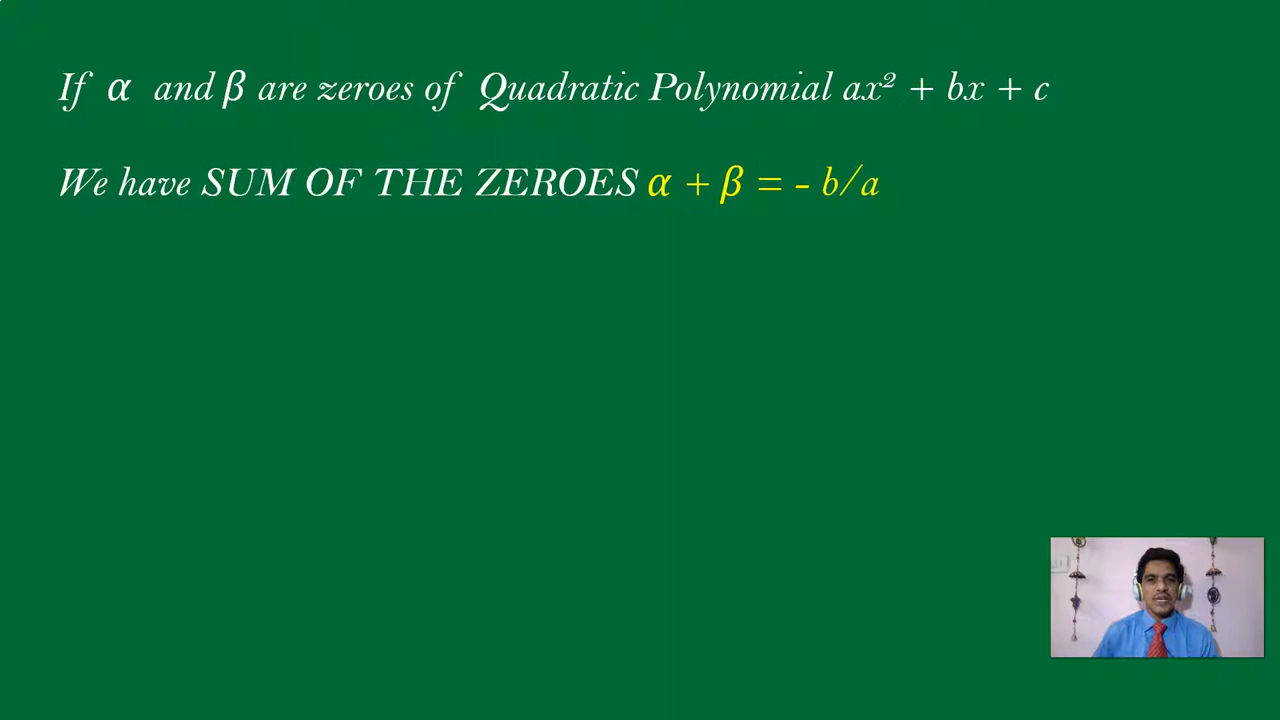 If α and β are zeroes of Quadratic Polynomial ax² + bx + c
We have SUM OF THE ZEROES α + β = - b/a